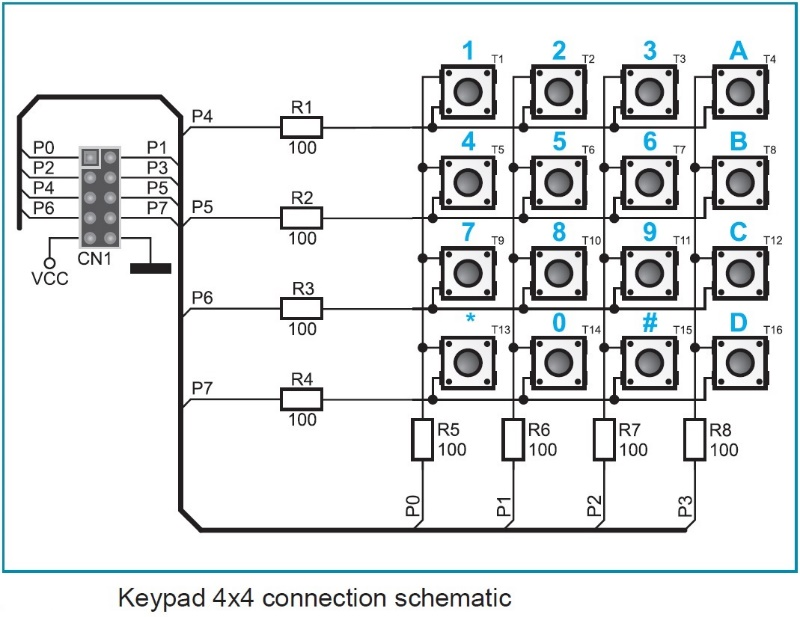 1 T1 2 T2 3 T3 A T4
P4 R1 100
P0 P1
P2 P3
P4 P5
P6 P7
CN1
VCC
4 T5 5 T6 6 T7 B T8
P5 R2 100
7 T9 8 T10 9 T11 C T12
P6 R3 100
* T13 0 T14 # T15 D T16
P7 R4 100
R5 R6 R7 R8
100 100 100 100
P0 P1 P2 P3
Keypad 4x4 connection schematic